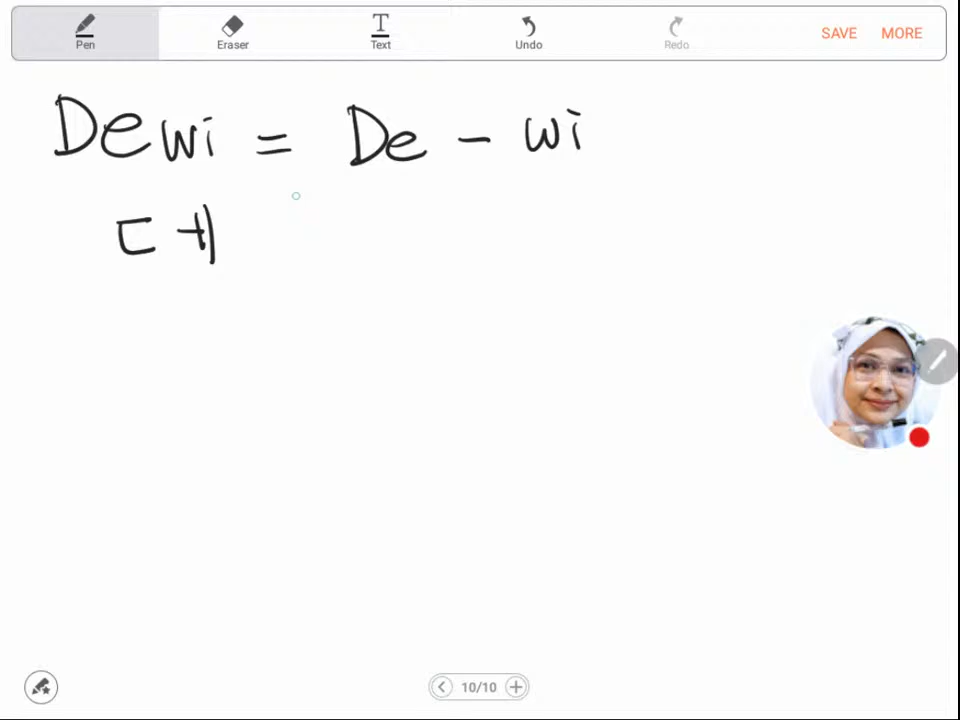 Pen Eraser Text Undo Redo SAVE MORE
Dewi = De - wi
ㄷ ㅔ
10/10